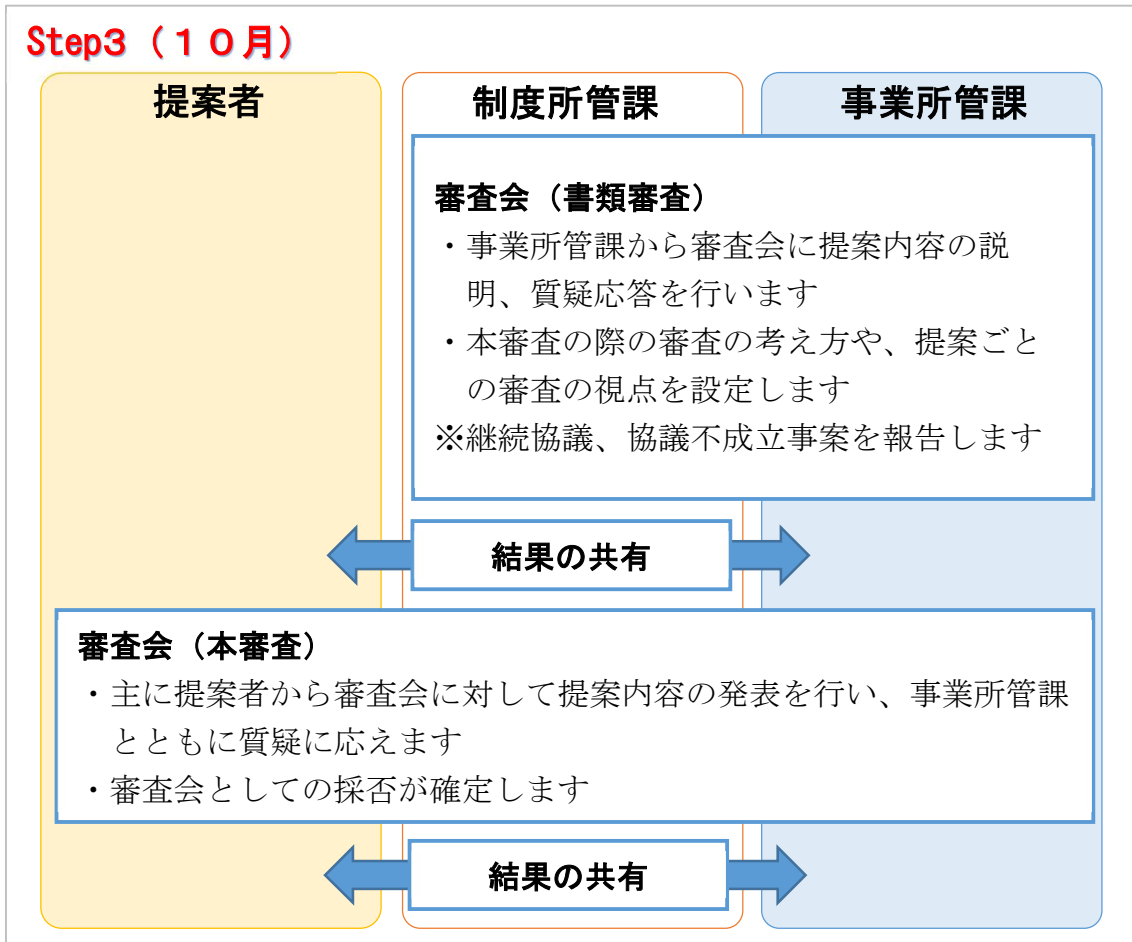 Step3（１０月）
提案者
制度所管課
事業所管課
審査会（書類審査）
・事業所管課から審査会に提案内容の説
明、質疑応答を行います
・本審査の際の審査の考え方や、提案ごと
の審査の視点を設定します
※継続協議、協議不成立事案を報告します
結果の共有
審査会（本審査）
・主に提案者から審査会に対して提案内容の発表を行い、事業所管課
とともに質疑に応えます
・審査会としての採否が確定します
結果の共有